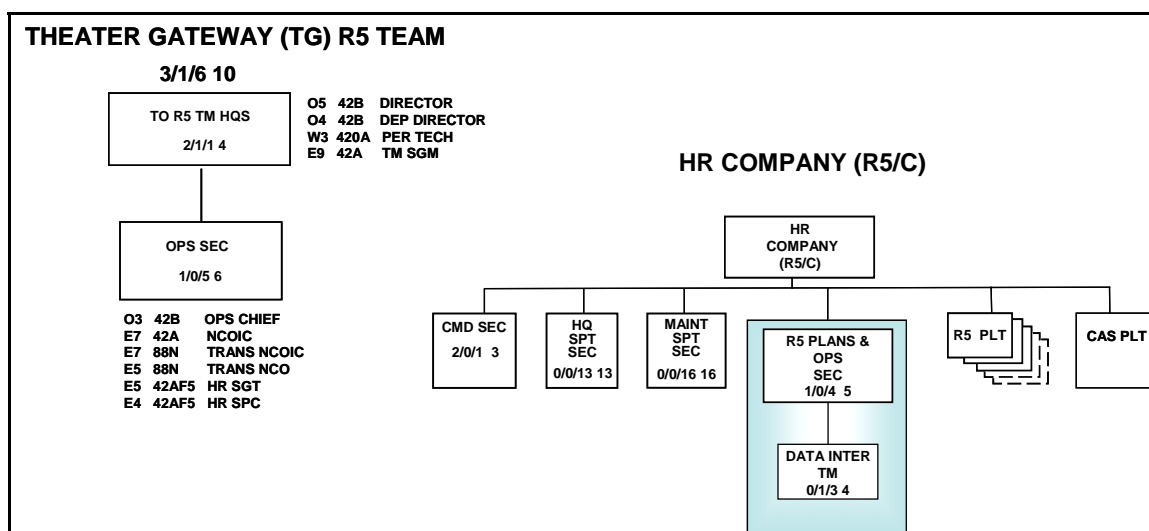 THEATER GATEWAY (TG) R5 TEAM
3/1/6 10
TO R5 TM HQS
2/1/1 4
O5 42B DIRECTOR
O4 42B DEP DIRECTOR
W3 420A PER TECH
E9 42A TM SGM
OPS SEC
1/0/5 6
O3 42B OPS CHIEF
E7 42A NCOIC
E7 88N TRANS NCOIC
E5 88N TRANS NCO
E5 42AF5 HR SGT
E4 42AF5 HR SPC
HR COMPANY (R5/C)
HR
COMPANY
(R5/C)
CMD SEC
2/0/1 3
HQ
SPT
SEC
0/0/13 13
MAINT
SPT
SEC
0/0/16 16
R5 PLANS &
OPS
SEC
1/0/4 5
DATA INTER
TM
0/1/3 4
R5 PLT
CAS PLT